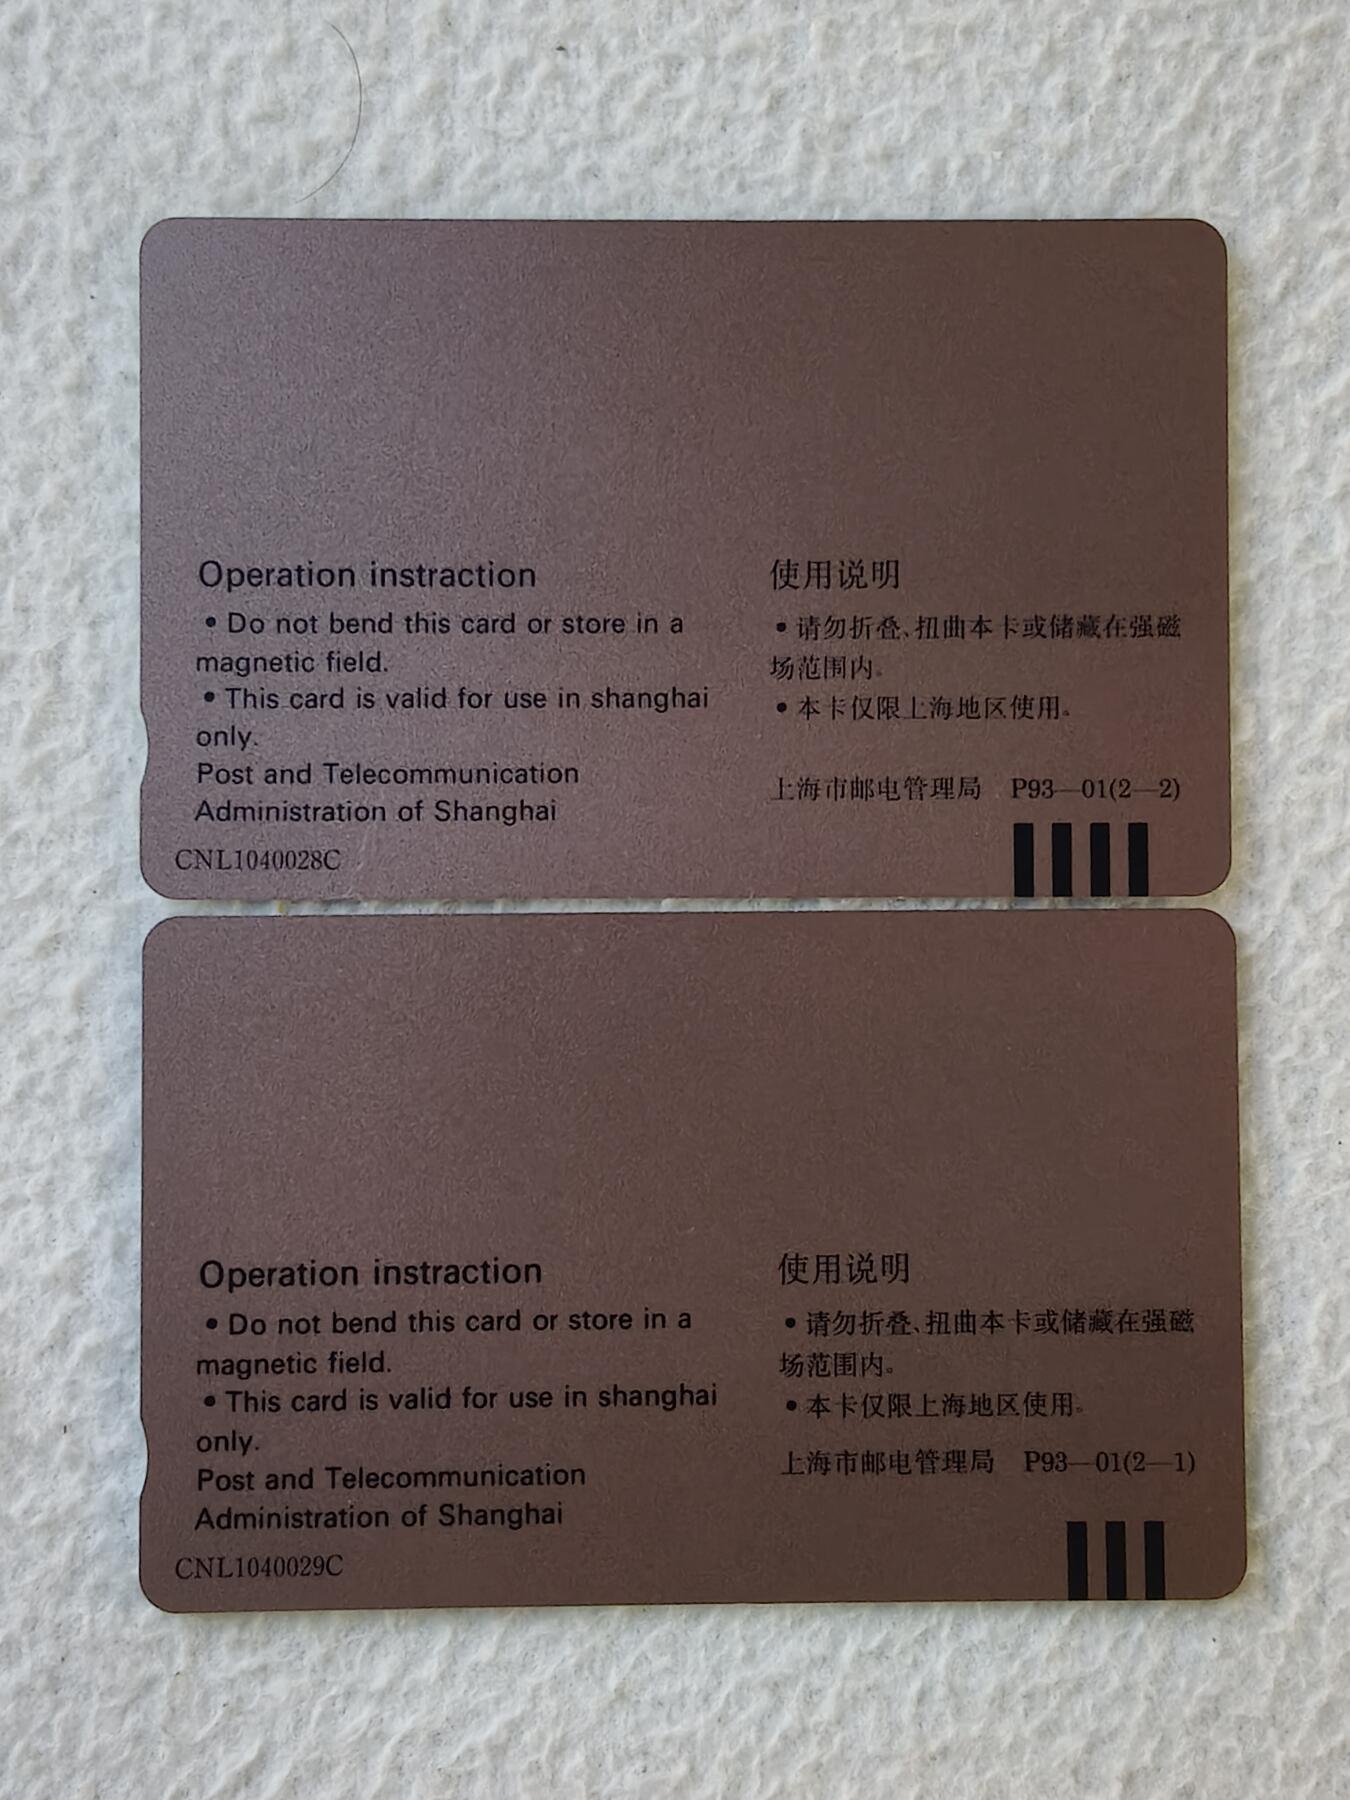 Operation instraction
• Do not bend this card or store in a
magnetic field.
• This card is valid for use in shanghai
only.
Post and Telecommunication
Administration of Shanghai
CNL1040028C
使用说明
• 请勿折叠、扭曲本卡或储藏在强磁
场范围内。
• 本卡仅限上海地区使用。
上海市邮电管理局 P93—01(2—2)
Operation instraction
• Do not bend this card or store in a
magnetic field.
• This card is valid for use in shanghai
only.
Post and Telecommunication
Administration of Shanghai
CNL1040029C
使用说明
• 请勿折叠、扭曲本卡或储藏在强磁
场范围内。
• 本卡仅限上海地区使用。
上海市邮电管理局 P93—01(2—1)